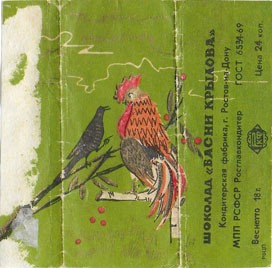 ШОКОЛАД «БАСНИ КРЫЛОВА»
Кондитерская фабрика, г. Ростов-на-Дону
МПП РСФСР Росглавкондитер
Вес нетто 18 г.
ГОСТ 6534-69
Цена 24 коп.